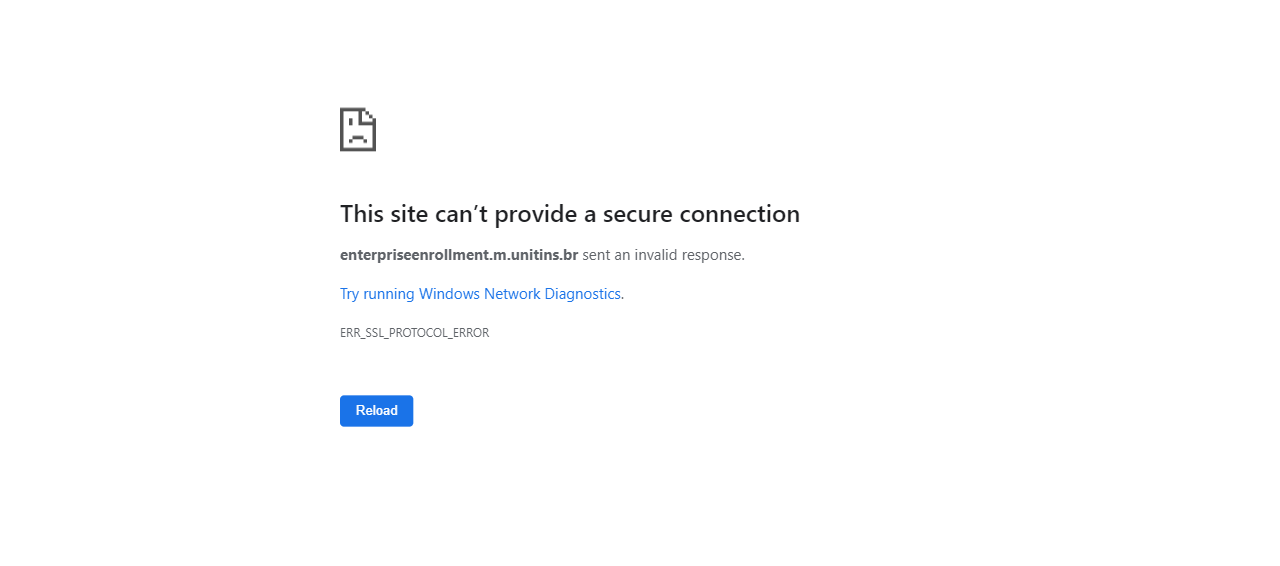 This site can’t provide a secure connection
enterpriseenrollment.m.unitins.br sent an invalid response.
Try running Windows Network Diagnostics.
ERR_SSL_PROTOCOL_ERROR
Reload